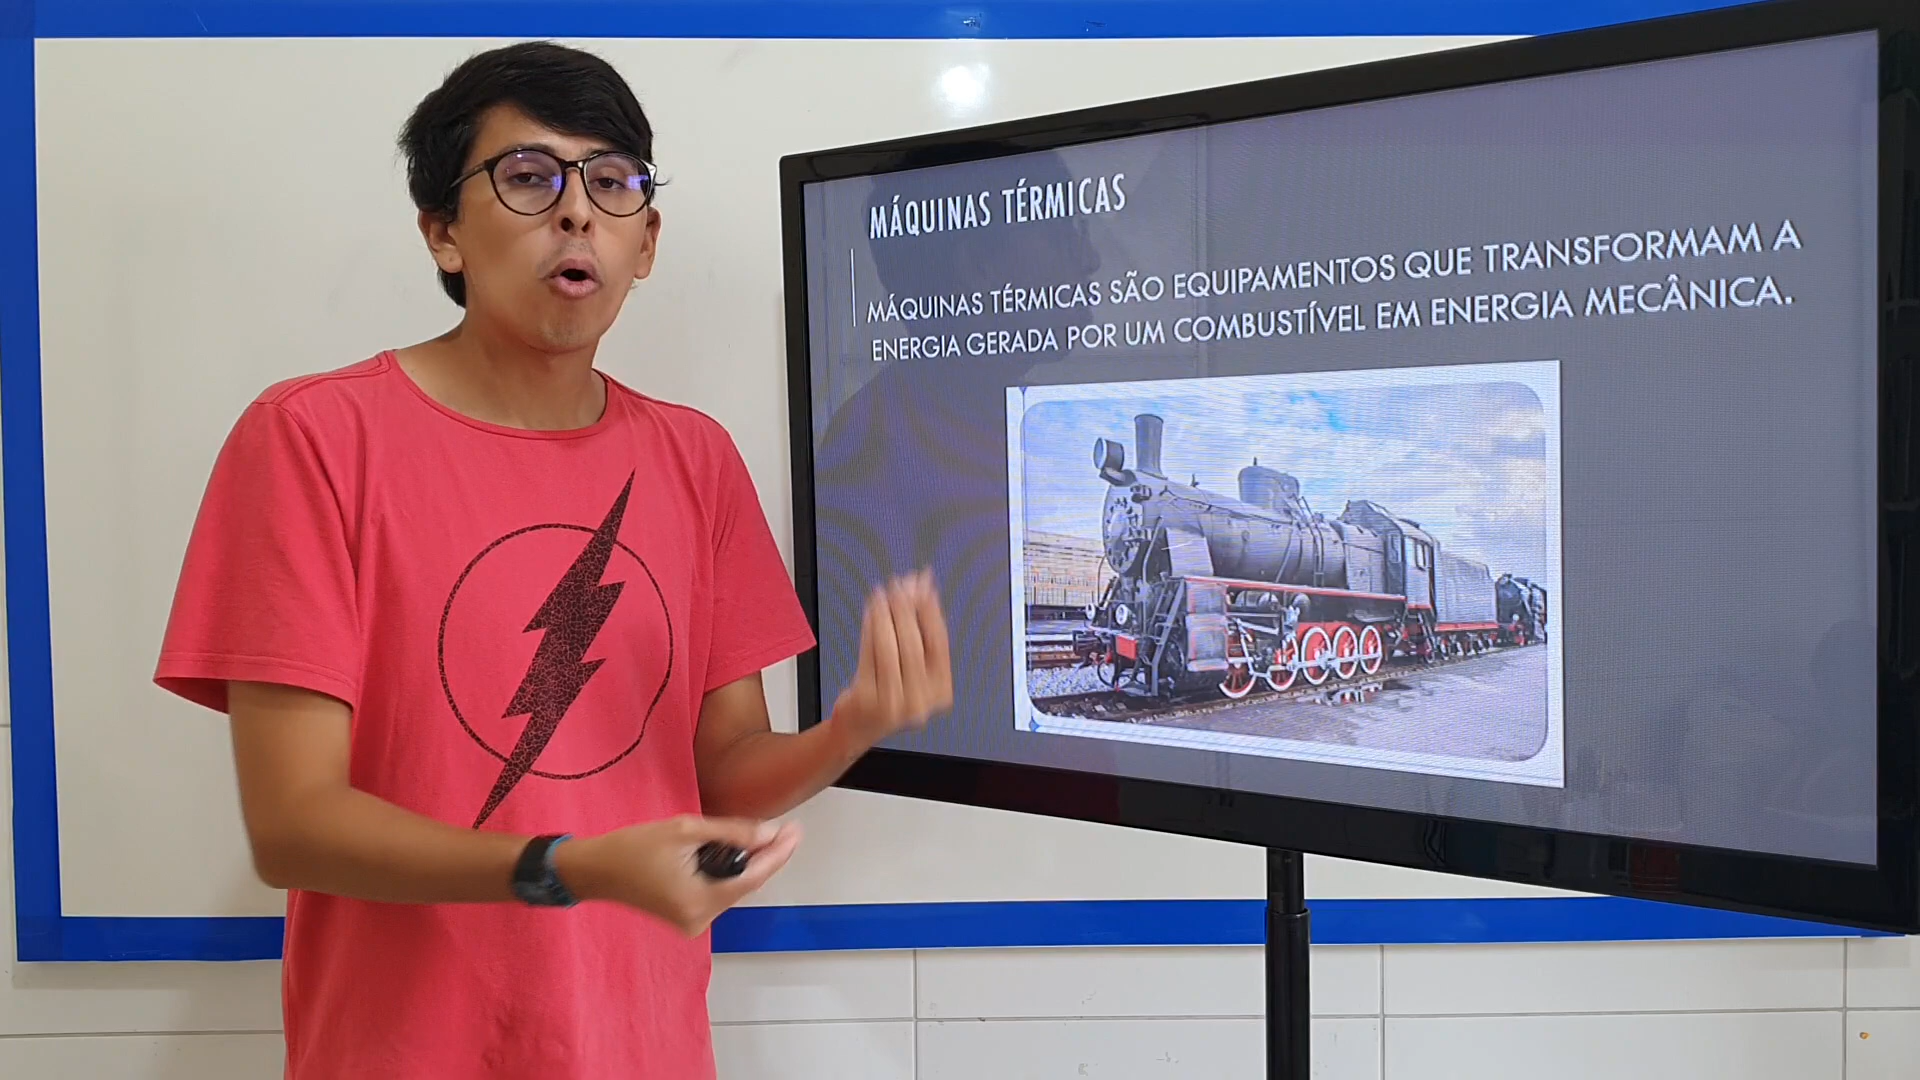 MÁQUINAS TÉRMICAS
MÁQUINAS TÉRMICAS SÃO EQUIPAMENTOS QUE TRANSFORMAM A
ENERGIA GERADA POR UM COMBUSTÍVEL EM ENERGIA MECÂNICA.